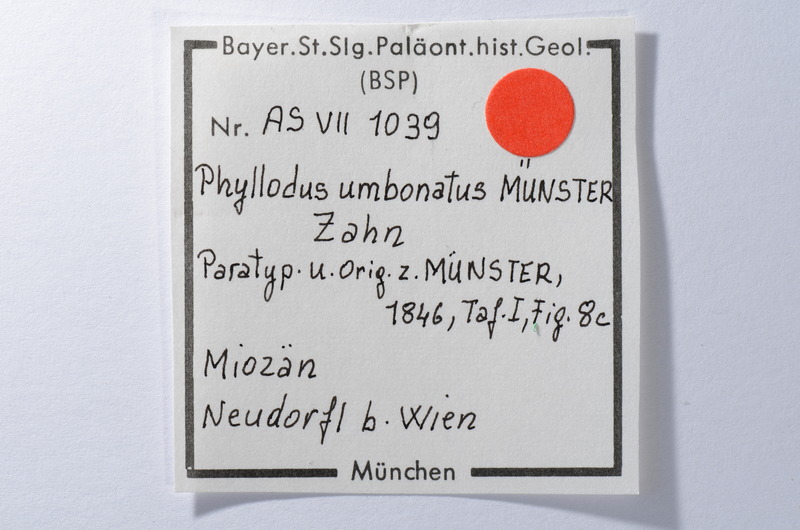 Bayer.St.Slg.Paläont.hist.Geol.
(BSP)
Nr. AS VII 1039
Phyllodus umbonatus MÜNSTER
Zahn
Paratyp. u. Orig. z. MÜNSTER,
1846, Taf. I, Fig. 8c
Miozän
Neudorfl b. Wien
München